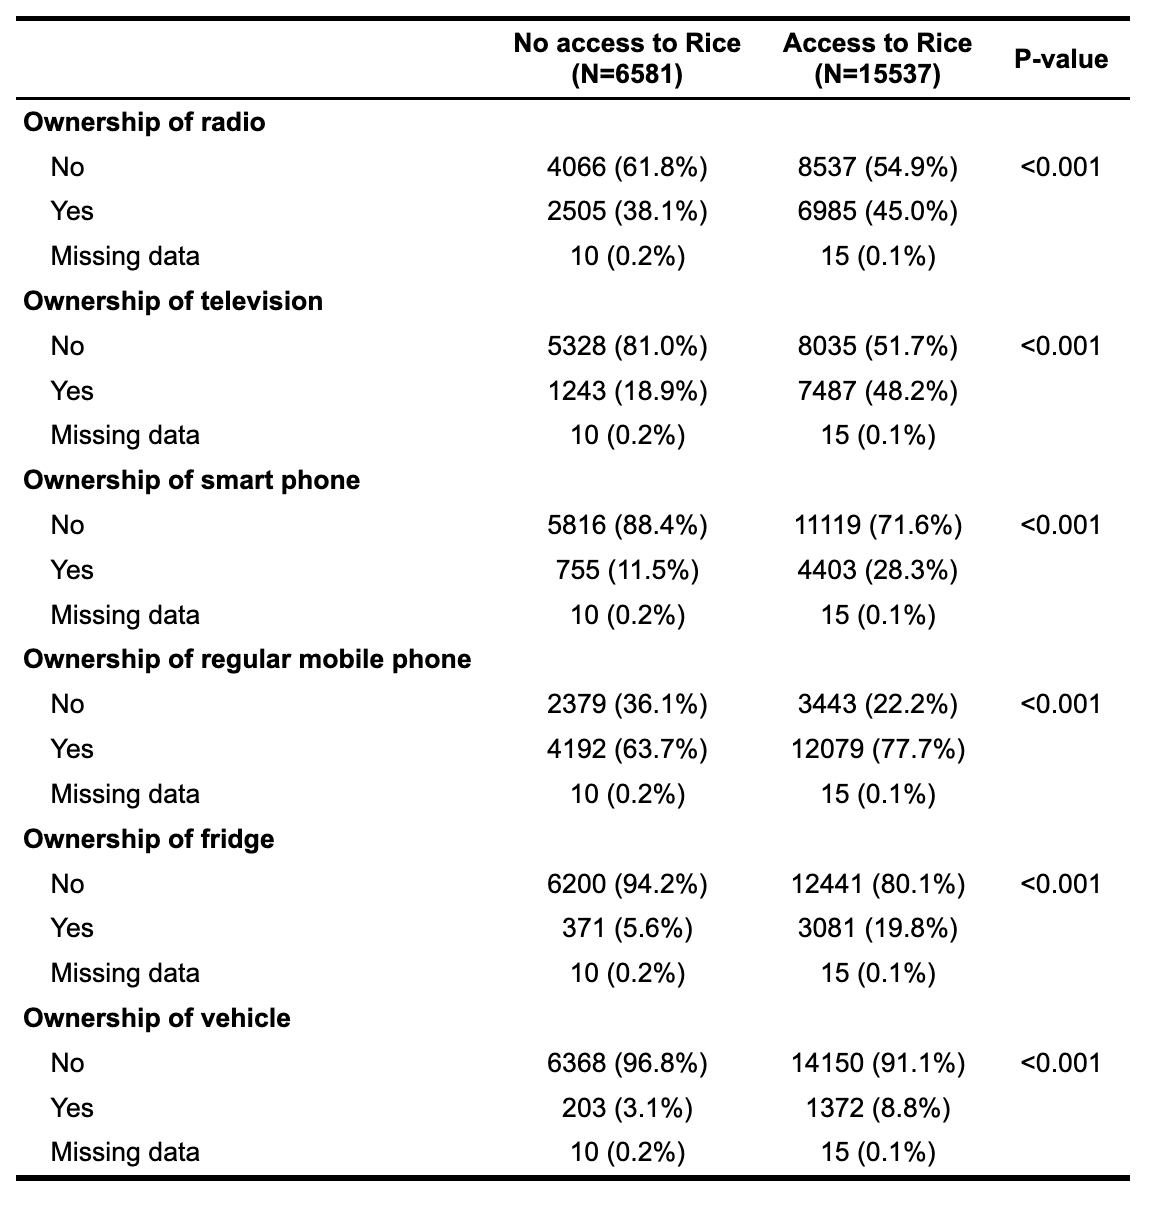 No access to Rice Access to Rice P-value
(N=6581) (N=15537)
Ownership of radio
No 4066 (61.8%) 8537 (54.9%) <0.001
Yes 2505 (38.1%) 6985 (45.0%)
Missing data 10 (0.2%) 15 (0.1%)
Ownership of television
No 5328 (81.0%) 8035 (51.7%) <0.001
Yes 1243 (18.9%) 7487 (48.2%)
Missing data 10 (0.2%) 15 (0.1%)
Ownership of smart phone
No 5816 (88.4%) 11119 (71.6%) <0.001
Yes 755 (11.5%) 4403 (28.3%)
Missing data 10 (0.2%) 15 (0.1%)
Ownership of regular mobile phone
No 2379 (36.1%) 3443 (22.2%) <0.001
Yes 4192 (63.7%) 12079 (77.7%)
Missing data 10 (0.2%) 15 (0.1%)
Ownership of fridge
No 6200 (94.2%) 12441 (80.1%) <0.001
Yes 371 (5.6%) 3081 (19.8%)
Missing data 10 (0.2%) 15 (0.1%)
Ownership of vehicle
No 6368 (96.8%) 14150 (91.1%) <0.001
Yes 203 (3.1%) 1372 (8.8%)
Missing data 10 (0.2%) 15 (0.1%)